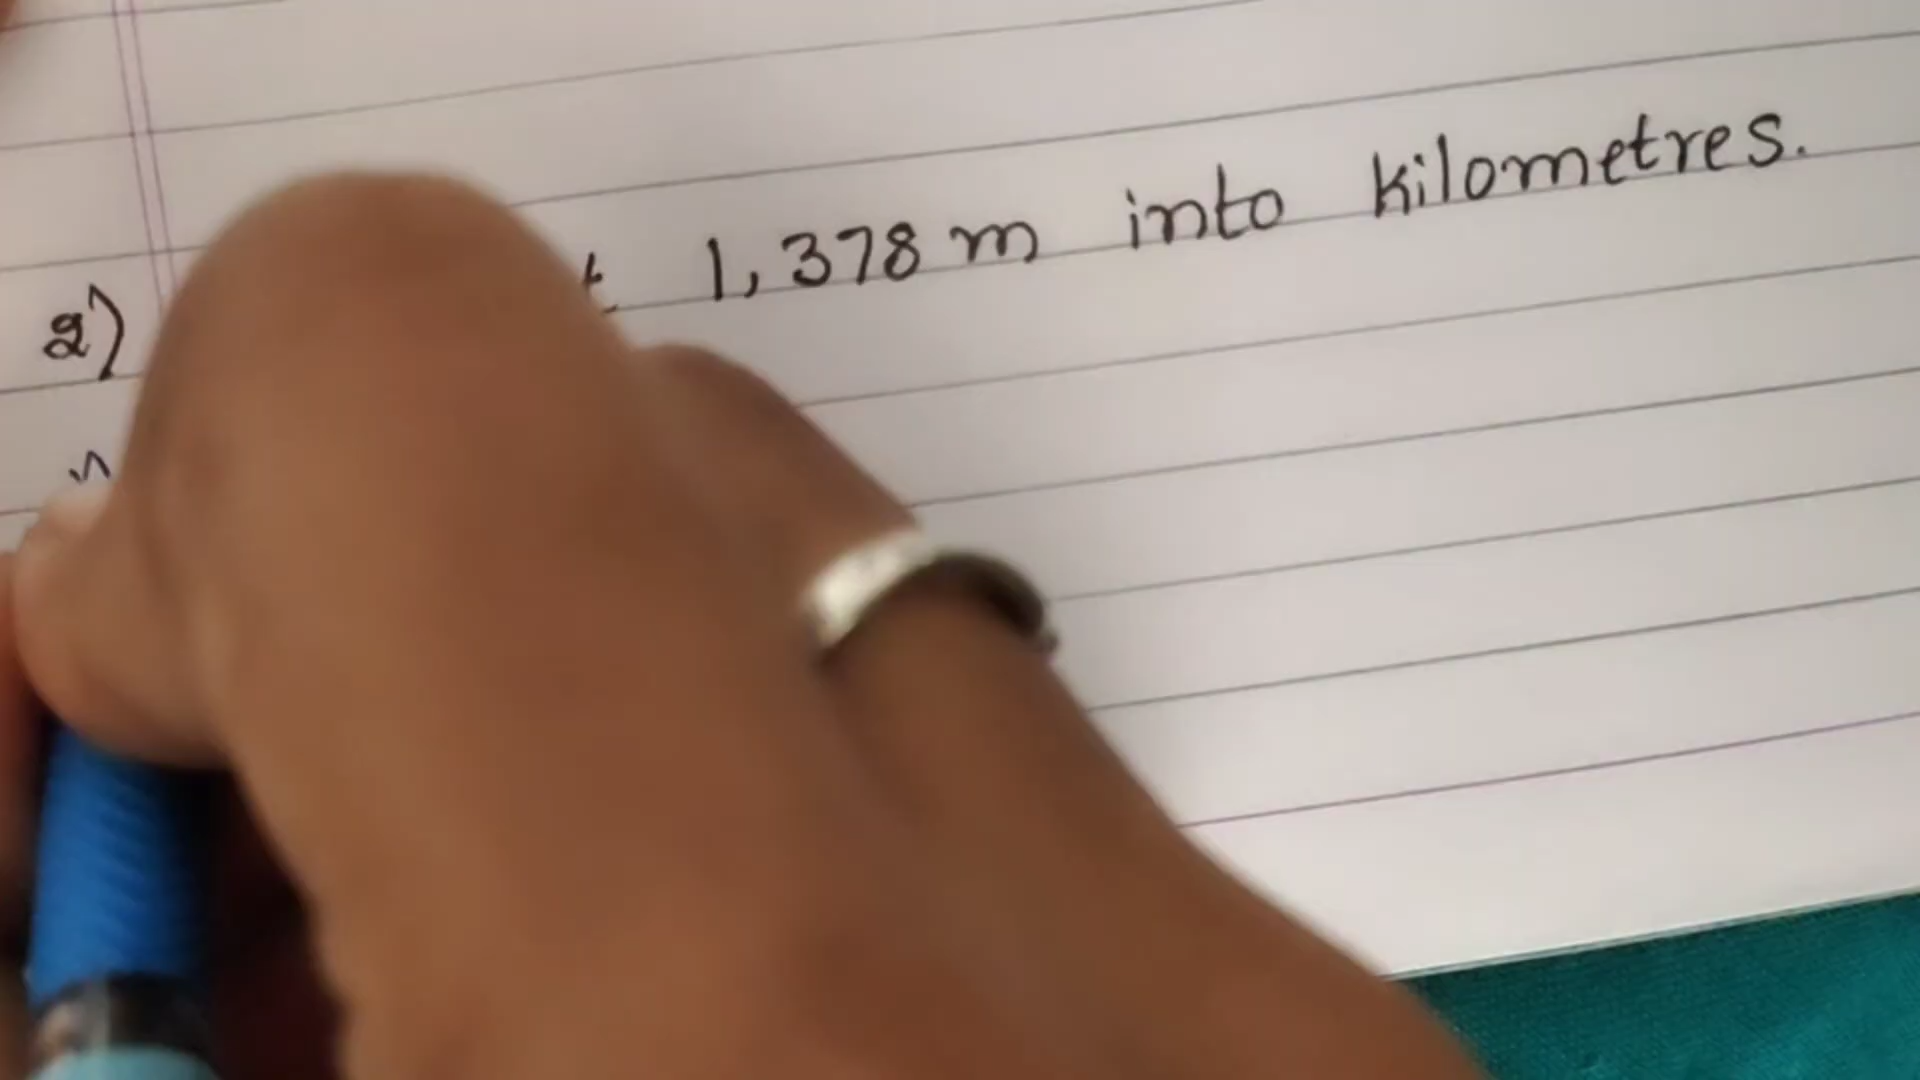 2) t 1,378 m into kilometres.